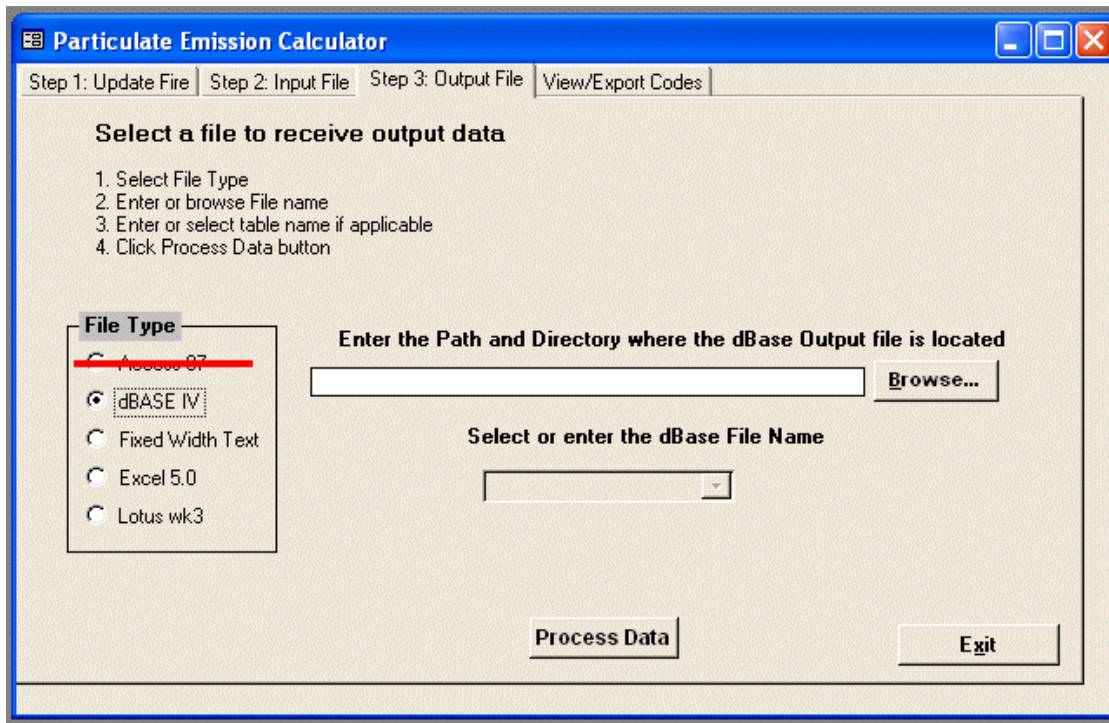 Particulate Emission Calculator
Step 1: Update Fire Step 2: Input File Step 3: Output File View/Export Codes
Select a file to receive output data
1. Select File Type
2. Enter or browse File name
3. Enter or select table name if applicable
4. Click Process Data button
File Type
Enter the Path and Directory where the dBase Output file is located
Browse...
dBASE IV
Fixed Width Text
Select or enter the dBase File Name
Excel 5.0
Lotus wk3
Process Data
Exit